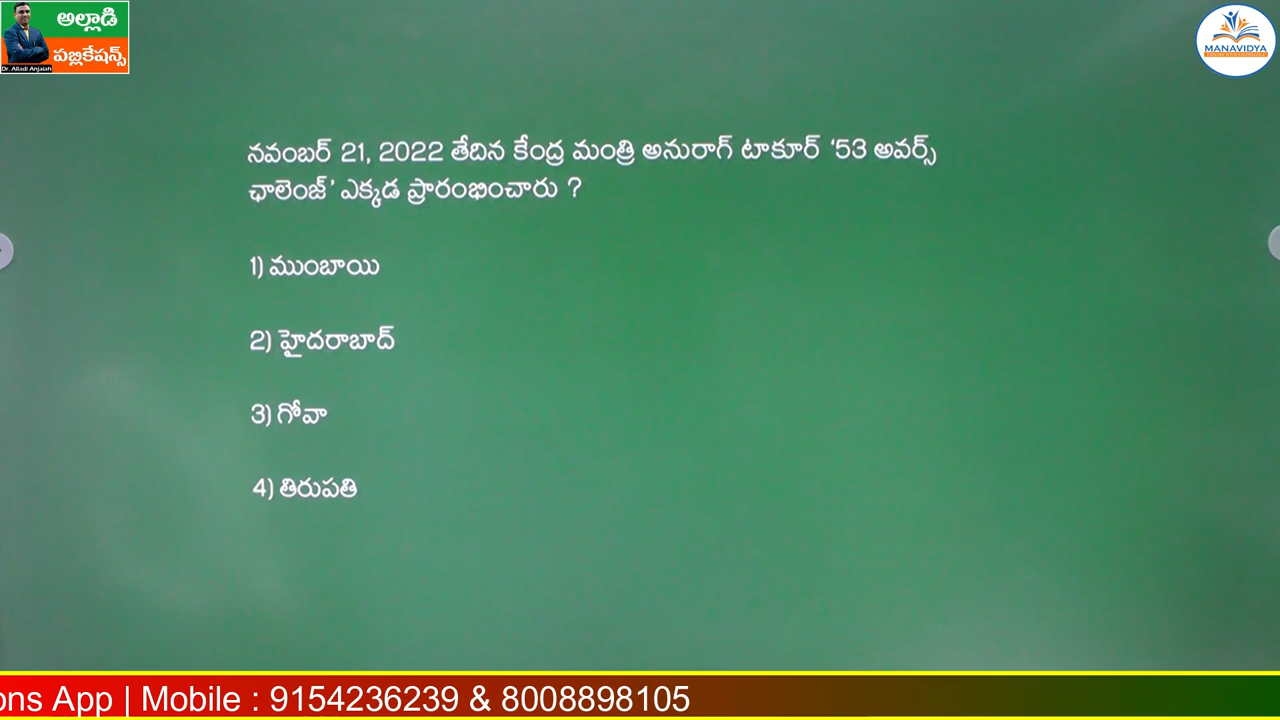 అల్లాడి
పబ్లికేషన్స్
Dr. Alladi Anjaiah
MANAVIDYA
నవంబర్ 21, 2022 తేదిన కేంద్ర మంత్రి అనురాగ్ టాకూర్ '53 అవర్స్
ఛాలెంజ్' ఎక్కడ ప్రారంభించారు ?
1) ముంబాయి
2) హైదరాబాద్
3) గోవా
4) తిరుపతి
ons App | Mobile : 9154236239 & 8008898105